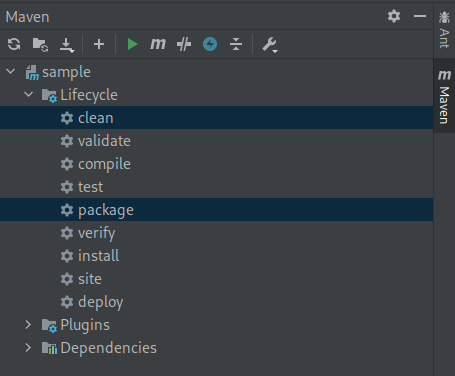 Maven
m
sample
Lifecycle
clean
validate
compile
test
package
verify
install
site
deploy
Plugins
Dependencies
Ant
m Maven